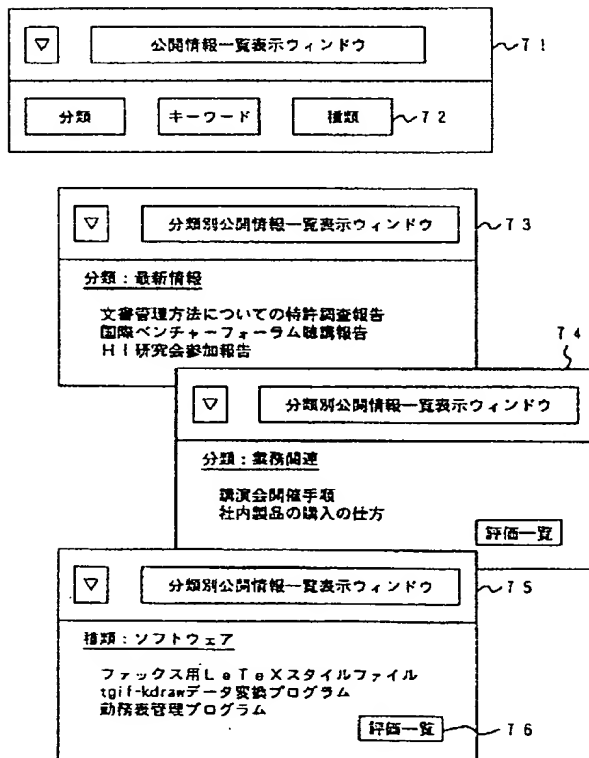 ▽ 公開情報一覧表示ウィンドウ 71
分類 キーワード 種類 72
▽ 分類別公開情報一覧表示ウィンドウ 73
分類:最新情報
文書管理方法についての特許調査報告
国際ベンチャーフォーラム聴講報告
HI研究会参加報告
74
▽ 分類別公開情報一覧表示ウィンドウ
分類:業務関連
講演会開催手順
社内製品の購入の仕方
評価一覧
▽ 分類別公開情報一覧表示ウィンドウ 75
種類:ソフトウェア
ファックス用LaTeXスタイルファイル
tgif-kdrawデータ変換プログラム
勤務表管理プログラム
評価一覧 76